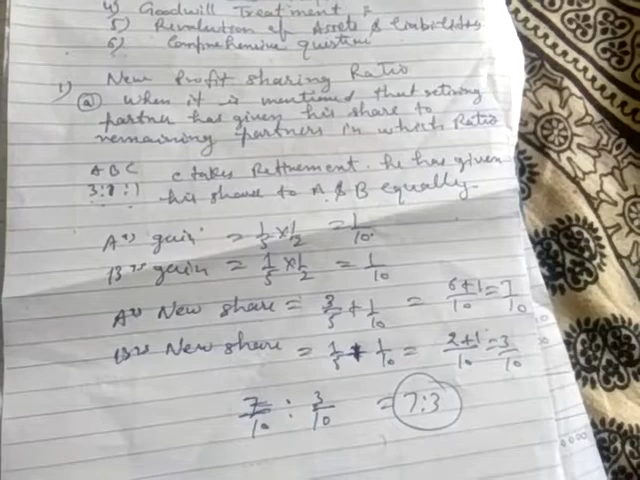 4) Goodwill Treatment
5) Revaluation of Assets & Liabilities
6) Comprehensive question
1) New Profit Sharing Ratio
(a) When it is mentioned that retiring
partner has given his share to
remaining partners in which Ratio
A B C C takes Retirement. he has given
3:1:1 his share to A & B equally.
A's gain = 1/5 × 1/2 = 1/10
B's gain = 1/5 × 1/2 = 1/10
A's New share = 3/5 + 1/10 = 6+1/10 = 7/10
B's New share = 1/5 + 1/10 = 2+1/10 = 3/10
7/10 : 3/10 = 7:3